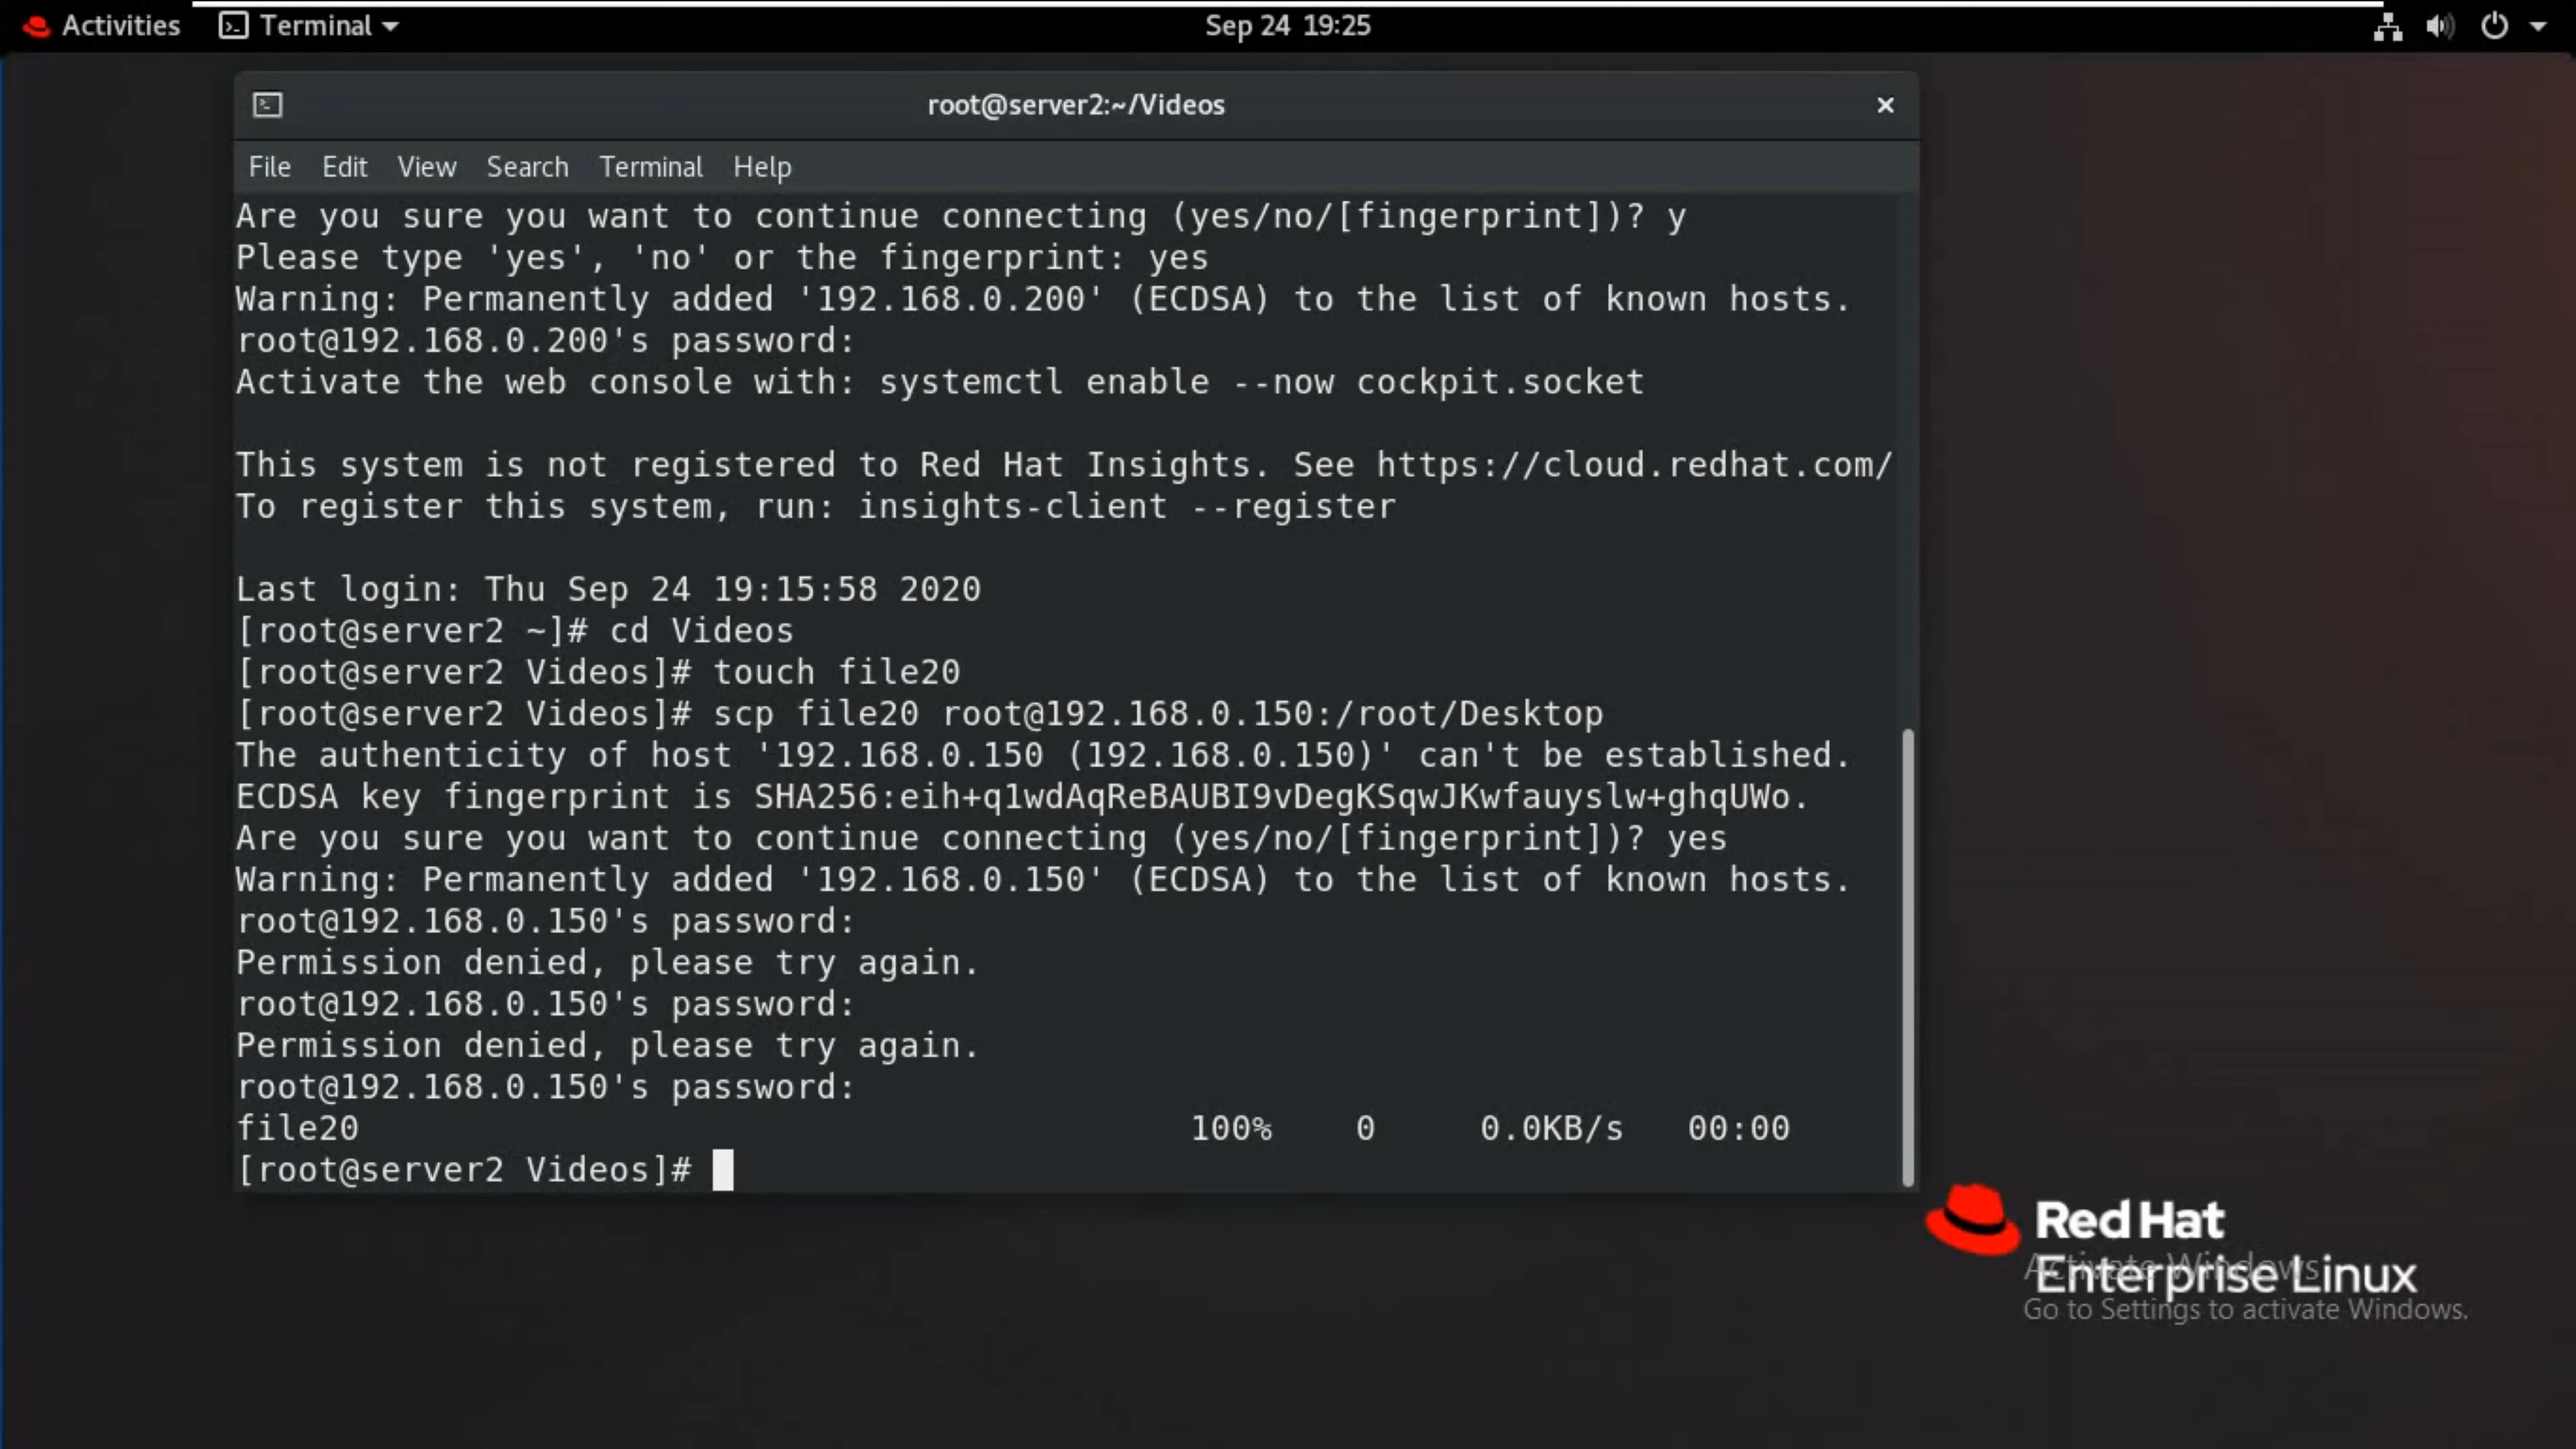 Activities Terminal Sep 24 19:25
root@server2:~/Videos
File Edit View Search Terminal Help
Are you sure you want to continue connecting (yes/no/[fingerprint])? y
Please type 'yes', 'no' or the fingerprint: yes
Warning: Permanently added '192.168.0.200' (ECDSA) to the list of known hosts.
root@192.168.0.200's password:
Activate the web console with: systemctl enable --now cockpit.socket
This system is not registered to Red Hat Insights. See https://cloud.redhat.com/
To register this system, run: insights-client --register
Last login: Thu Sep 24 19:15:58 2020
[root@server2 ~]# cd Videos
[root@server2 Videos]# touch file20
[root@server2 Videos]# scp file20 root@192.168.0.150:/root/Desktop
The authenticity of host '192.168.0.150 (192.168.0.150)' can't be established.
ECDSA key fingerprint is SHA256:eih+q1wdAqReBAUBI9vDegKSqwJKwfauyslw+ghqUWo.
Are you sure you want to continue connecting (yes/no/[fingerprint])? yes
Warning: Permanently added '192.168.0.150' (ECDSA) to the list of known hosts.
root@192.168.0.150's password:
Permission denied, please try again.
root@192.168.0.150's password:
Permission denied, please try again.
root@192.168.0.150's password:
file20 100% 0 0.0KB/s 00:00
[root@server2 Videos]#
Red Hat
Enterprise Linux
Activate Windows
Go to Settings to activate Windows.